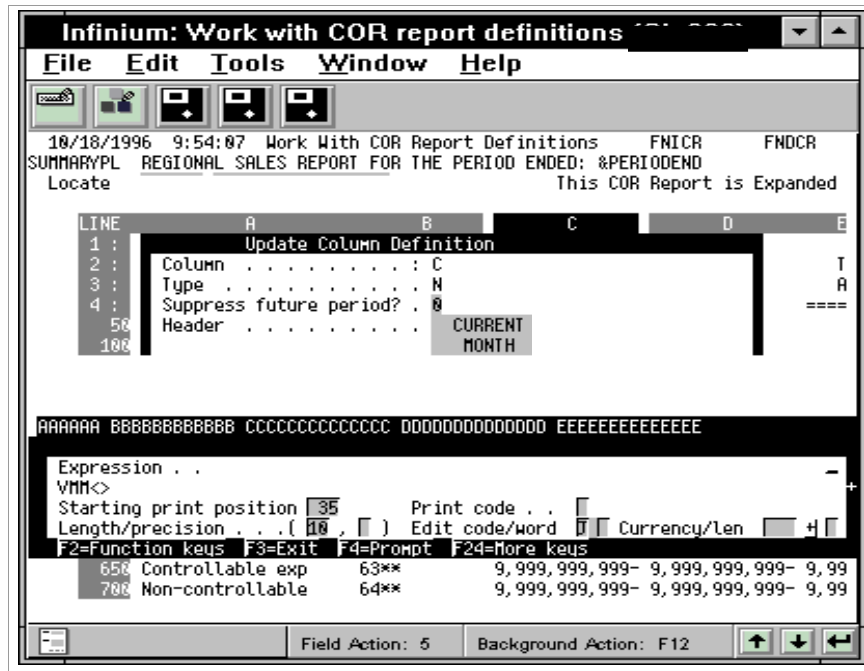 Infinium: Work with COR report definitions
File Edit Tools Window Help
10/18/1996 9:54:07 Work With COR Report Definitions FNICR FNDCR
SUMMARYPL REGIONAL SALES REPORT FOR THE PERIOD ENDED: &PERIODEND
Locate This COR Report is Expanded
LINE A B C D E
1 : Update Column Definition
2 : Column . . . . . . . . . : C T
3 : Type . . . . . . . . . . N A
4 : Suppress future period? . 0 ====
50 Header . . . . . . . . . CURRENT
100 MONTH
AAAAAA BBBBBBBBBBBB CCCCCCCCCCCCCC DDDDDDDDDDDDDD EEEEEEEEEEEEEE
Expression . .
VMM<> +
Starting print position 35 Print code . .
Length/precision . . .( 10 , ) Edit code/word J Currency/len +
F2=Function keys F3=Exit F4=Prompt F24=More keys
650 Controllable exp 63** 9,999,999,999- 9,999,999,999- 9,99
700 Non-controllable 64** 9,999,999,999- 9,999,999,999- 9,99
Field Action: 5 Background Action: F12